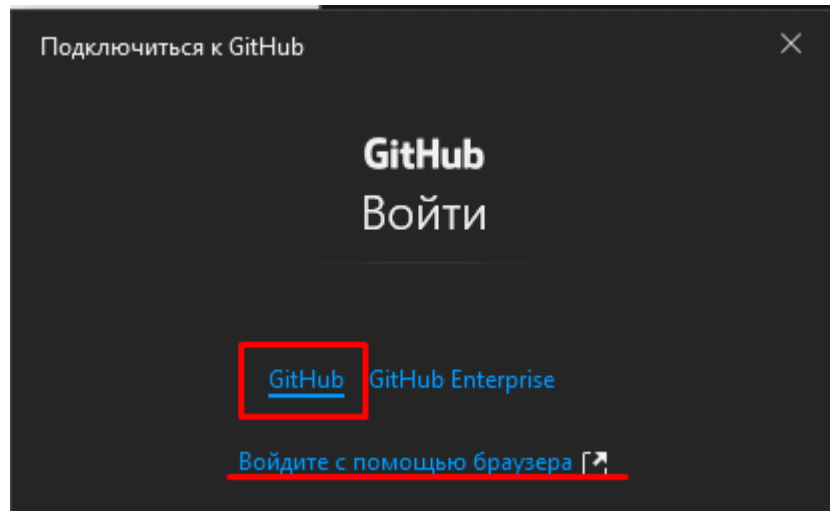 Подключиться к GitHub
GitHub
Войти
GitHub GitHub Enterprise
Войдите с помощью браузера